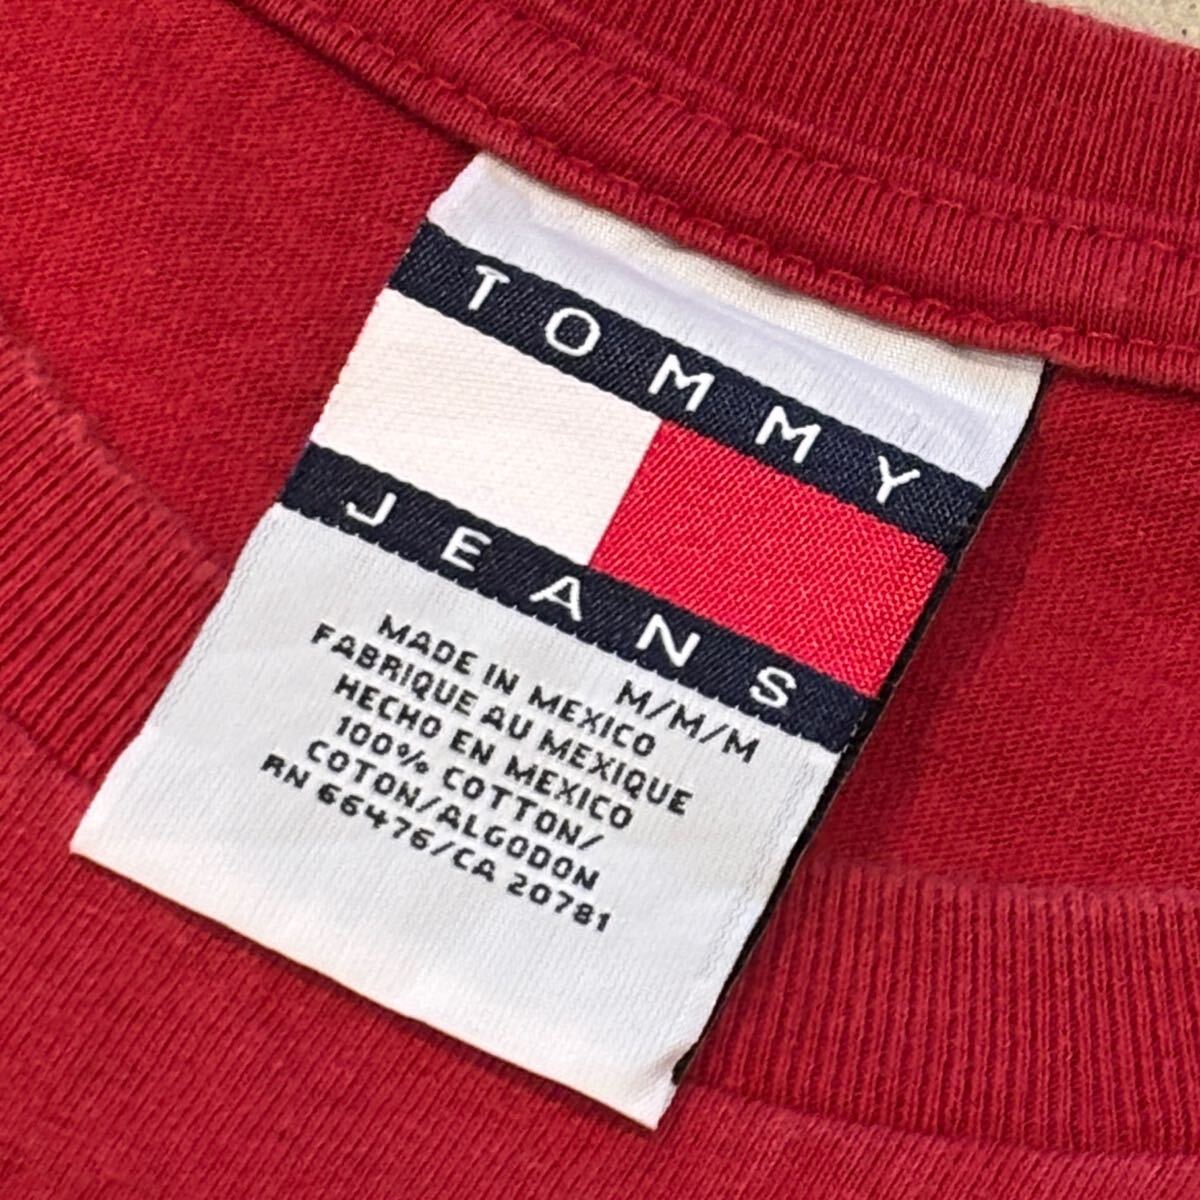 TOMMY
JEANS
M/M/M
MADE IN MEXICO
FABRIQUE AU MEXIQUE
HECHO EN MEXICO
100% COTTON/
COTON/ALGODON
RN 66476/CA 20781